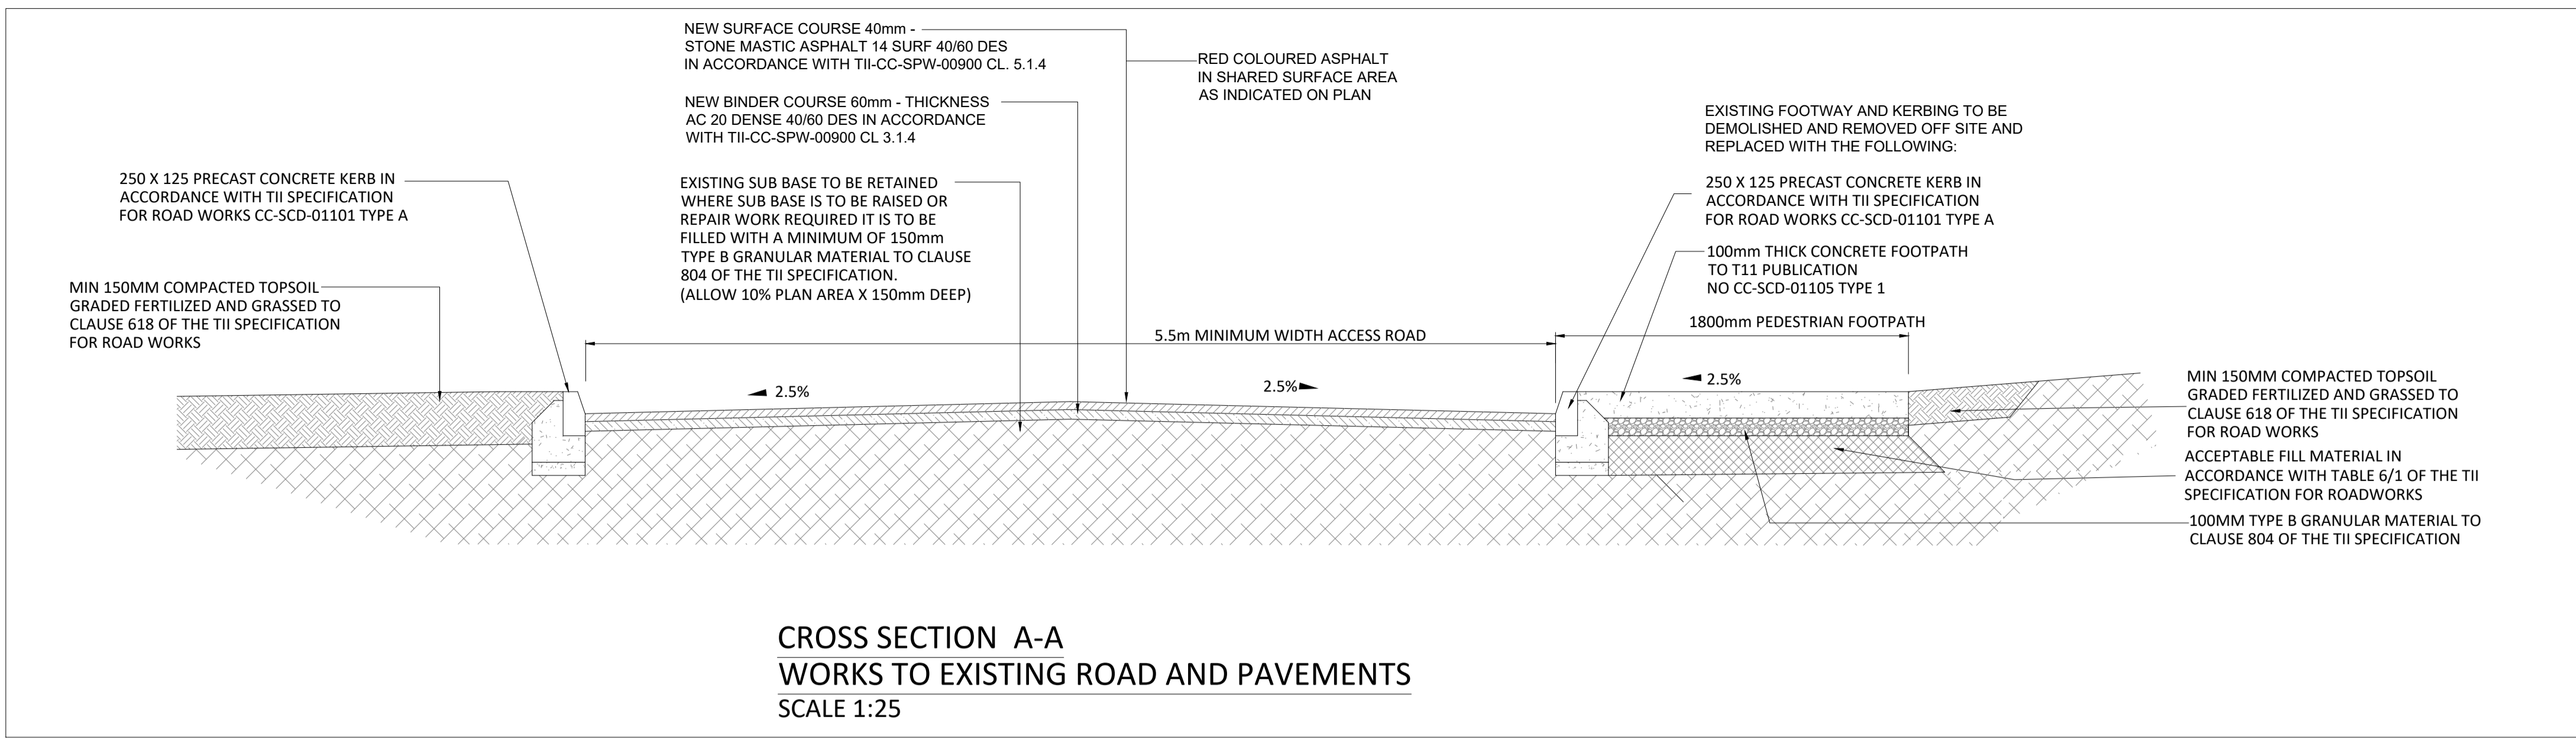 NEW SURFACE COURSE 40mm -
STONE MASTIC ASPHALT 14 SURF 40/60 DES
IN ACCORDANCE WITH TII-CC-SPW-00900 CL. 5.1.4
RED COLOURED ASPHALT
IN SHARED SURFACE AREA
AS INDICATED ON PLAN
NEW BINDER COURSE 60mm - THICKNESS
AC 20 DENSE 40/60 DES IN ACCORDANCE
WITH TII-CC-SPW-00900 CL 3.1.4
EXISTING FOOTWAY AND KERBING TO BE
DEMOLISHED AND REMOVED OFF SITE AND
REPLACED WITH THE FOLLOWING:
250 X 125 PRECAST CONCRETE KERB IN
ACCORDANCE WITH TII SPECIFICATION
FOR ROAD WORKS CC-SCD-01101 TYPE A
EXISTING SUB BASE TO BE RETAINED
WHERE SUB BASE IS TO BE RAISED OR
REPAIR WORK REQUIRED IT IS TO BE
FILLED WITH A MINIMUM OF 150mm
TYPE B GRANULAR MATERIAL TO CLAUSE
804 OF THE TII SPECIFICATION.
(ALLOW 10% PLAN AREA X 150mm DEEP)
250 X 125 PRECAST CONCRETE KERB IN
ACCORDANCE WITH TII SPECIFICATION
FOR ROAD WORKS CC-SCD-01101 TYPE A
100mm THICK CONCRETE FOOTPATH
TO T11 PUBLICATION
NO CC-SCD-01105 TYPE 1
MIN 150MM COMPACTED TOPSOIL
GRADED FERTILIZED AND GRASSED TO
CLAUSE 618 OF THE TII SPECIFICATION
FOR ROAD WORKS
5.5m MINIMUM WIDTH ACCESS ROAD
1800mm PEDESTRIAN FOOTPATH
2.5%
2.5%
2.5%
MIN 150MM COMPACTED TOPSOIL
GRADED FERTILIZED AND GRASSED TO
CLAUSE 618 OF THE TII SPECIFICATION
FOR ROAD WORKS
ACCEPTABLE FILL MATERIAL IN
ACCORDANCE WITH TABLE 6/1 OF THE TII
SPECIFICATION FOR ROADWORKS
100MM TYPE B GRANULAR MATERIAL TO
CLAUSE 804 OF THE TII SPECIFICATION
CROSS SECTION A-A
WORKS TO EXISTING ROAD AND PAVEMENTS
SCALE 1:25